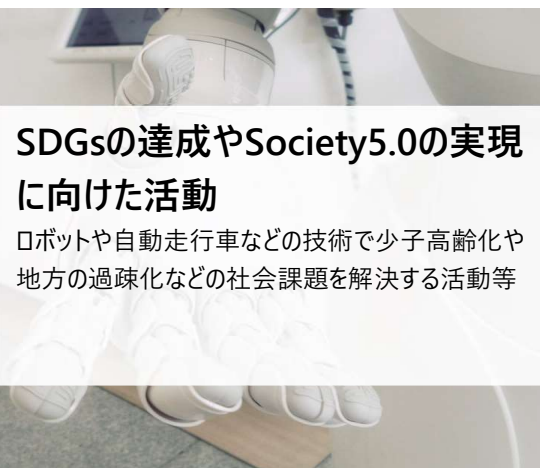 SDGsの達成やSociety5.0の実現
に向けた活動
ロボットや自動走行車などの技術で少子高齢化や
地方の過疎化などの社会課題を解決する活動等